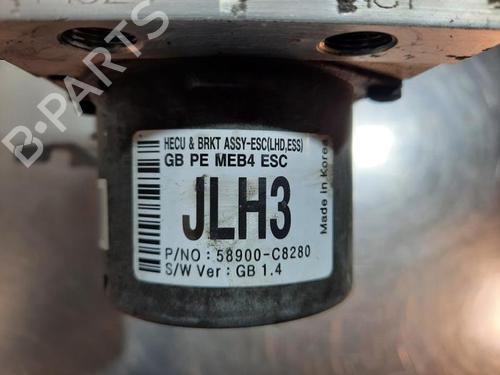 B-PARTS
HECU & BRKT ASSY-ESC(LHD,ESS)
GB PE MEB4 ESC
JLH3
P/NO : 58900-C8280
S/W Ver : GB 1.4
Made in Korea